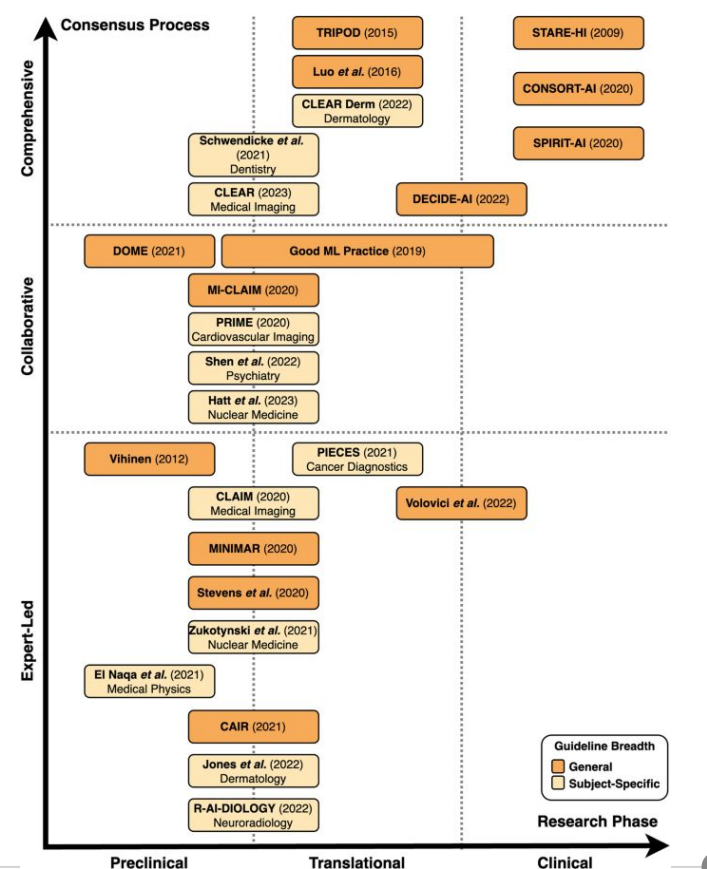 Consensus Process
Comprehensive
TRIPOD (2015)
STARE-HI (2009)
Luo et al. (2016)
CONSORT-AI (2020)
CLEAR Derm (2022)
Dermatology
Schwendicke et al.
(2021)
Dentistry
SPIRIT-AI (2020)
CLEAR (2023)
Medical Imaging
DECIDE-AI (2022)
Collaborative
DOME (2021)
Good ML Practice (2019)
MI-CLAIM (2020)
PRIME (2020)
Cardiovascular Imaging
Shen et al. (2022)
Psychiatry
Hatt et al. (2023)
Nuclear Medicine
Expert-Led
Vihinen (2012)
PIECES (2021)
Cancer Diagnostics
CLAIM (2020)
Medical Imaging
Volovici et al. (2022)
MINIMAR (2020)
Stevens et al. (2020)
Zukotynski et al. (2021)
Nuclear Medicine
El Naqa et al. (2021)
Medical Physics
CAIR (2021)
Jones et al. (2022)
Dermatology
R-AI-DIOLOGY (2022)
Neuroradiology
Guideline Breadth
General
Subject-Specific
Research Phase
Preclinical
Translational
Clinical